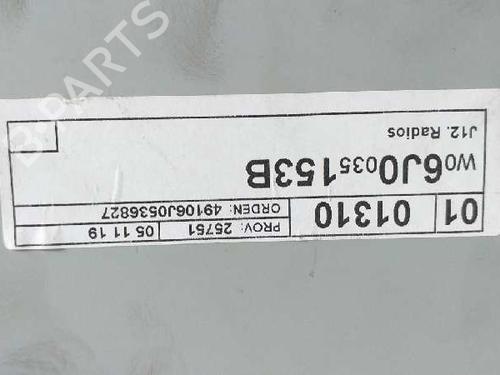 PROV: 25751
05 11 19
01
01310
ORDEN: 49106J0536827
W06J0035153B
J12. Radios
B-PARTS